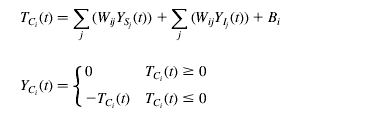 T_{C_i}(t) = ∑_j (W_{ij}Y_{S_j}(t)) + ∑_j (W_{ij}Y_{I_j}(t)) + B_i
Y_{C_i}(t) = { 0    T_{C_i}(t) ≥ 0
-T_{C_i}(t)    T_{C_i}(t) ≤ 0